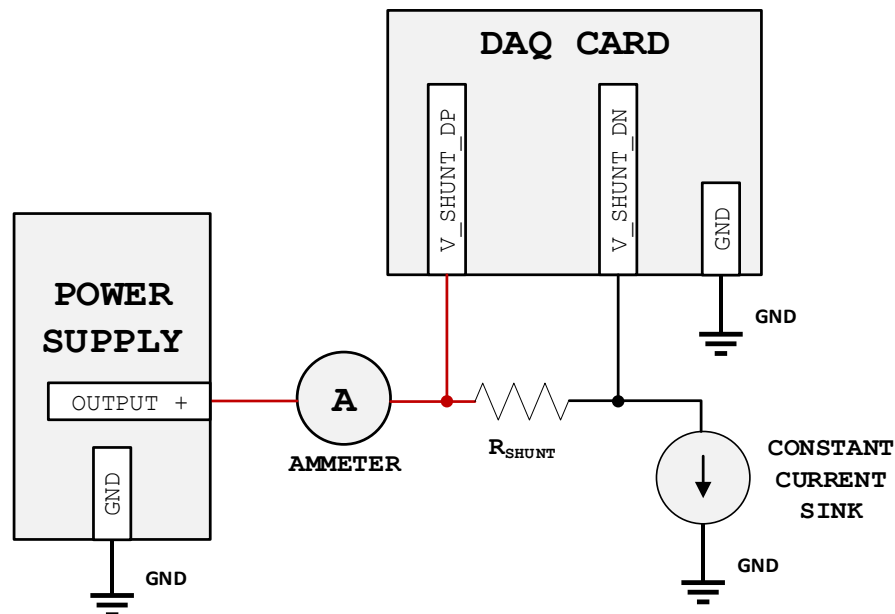 DAQ CARD
V_SHUNT_DP
V_SHUNT_DN
GND
GND
POWER
SUPPLY
OUTPUT +
GND
GND
A
AMMETER
RSHUNT
CONSTANT
CURRENT
SINK
GND